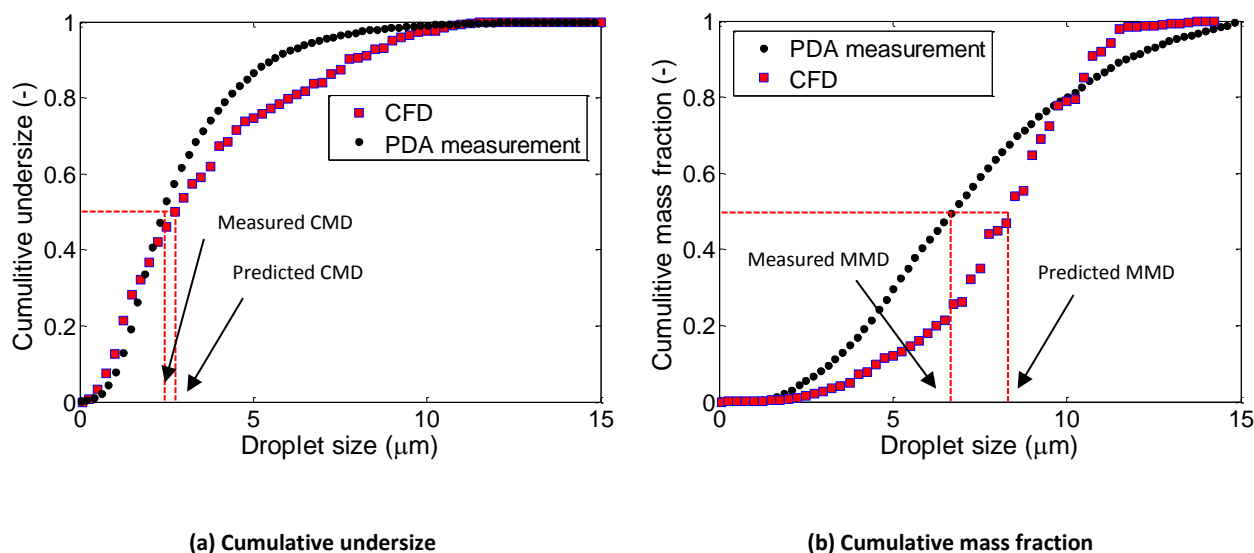 1
0.8
0.6
0.4
0.2
0
0
5
10
15
Cumulitive undersize (-)
Droplet size (μm)
CFD
PDA measurement
Measured CMD
Predicted CMD
(a) Cumulative undersize
1
0.8
0.6
0.4
0.2
0
0
5
10
15
Cumulitive mass fraction (-)
Droplet size (μm)
PDA measurement
CFD
Measured MMD
Predicted MMD
(b) Cumulative mass fraction